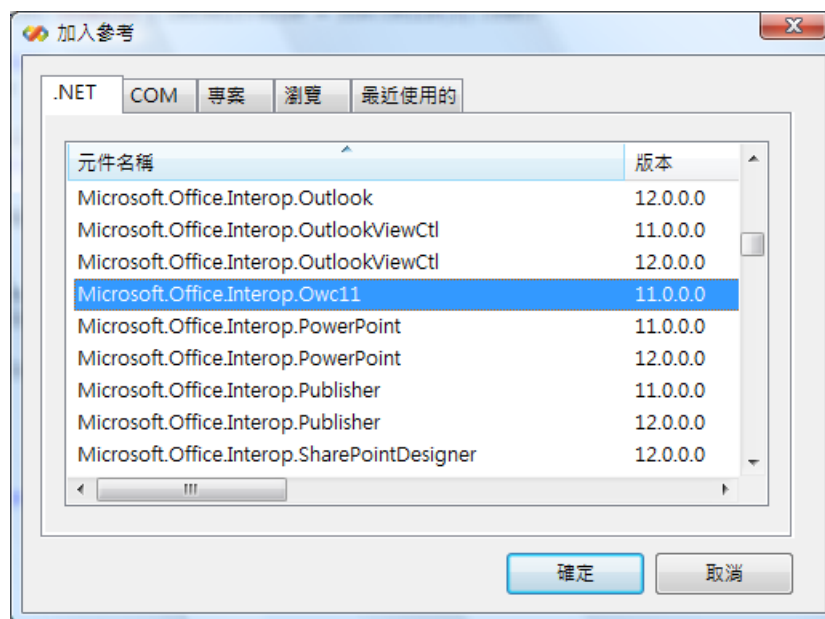 加入參考
.NET COM 專案 瀏覽 最近使用的
元件名稱 版本
Microsoft.Office.Interop.Outlook 12.0.0.0
Microsoft.Office.Interop.OutlookViewCtl 11.0.0.0
Microsoft.Office.Interop.OutlookViewCtl 12.0.0.0
Microsoft.Office.Interop.Owc11 11.0.0.0
Microsoft.Office.Interop.PowerPoint 11.0.0.0
Microsoft.Office.Interop.PowerPoint 12.0.0.0
Microsoft.Office.Interop.Publisher 11.0.0.0
Microsoft.Office.Interop.Publisher 12.0.0.0
Microsoft.Office.Interop.SharePointDesigner 12.0.0.0
確定 取消